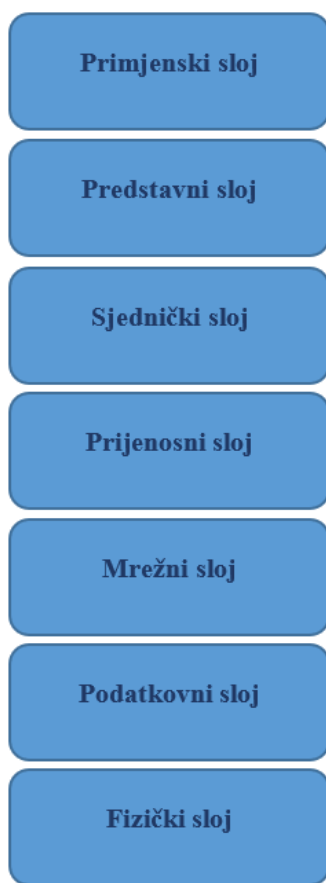 Primjenski sloj
Predstavni sloj
Sjednički sloj
Prijenosni sloj
Mrežni sloj
Podatkovni sloj
Fizički sloj